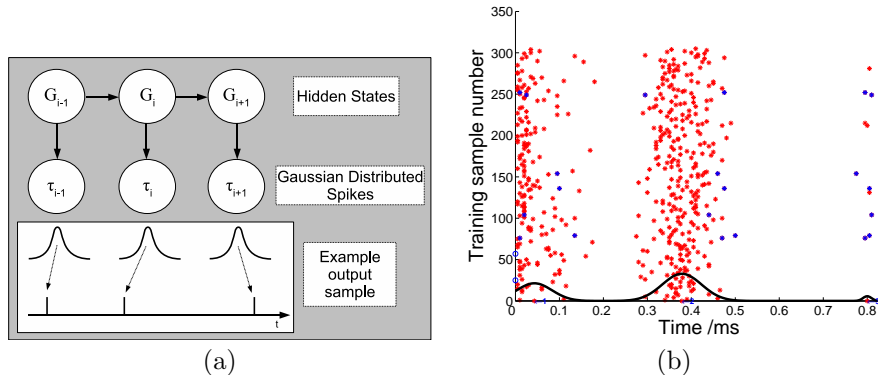 G_{i-1} G_i G_{i+1}
Hidden States
τ_{i-1} τ_i τ_{i+1}
Gaussian Distributed
Spikes
Example
output
sample
t
(a)
Training sample number
350
300
250
200
150
100
50
0
0 0.1 0.2 0.3 0.4 0.5 0.6 0.7 0.8
Time /ms
(b)